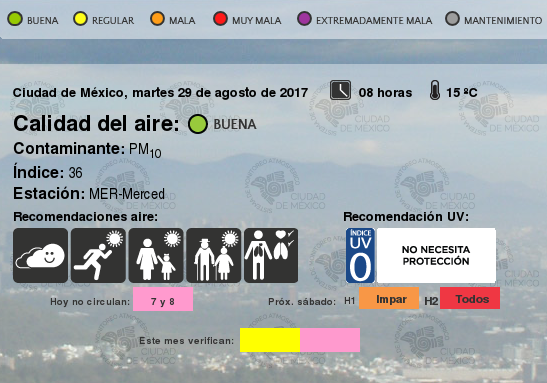 BUENA REGULAR MALA MUY MALA EXTREMADAMENTE MALA MANTENIMIENTO
Ciudad de México, martes 29 de agosto de 2017 08 horas 15 ºC
Calidad del aire: BUENA
Contaminante: PM10
Índice: 36
Estación: MER-Merced
Recomendaciones aire: Recomendación UV:
ÍNDICE UV 0 NO NECESITA PROTECCIÓN
Hoy no circulan: 7 y 8 Próx. sábado: H1 Impar H2 Todos
Este mes verifican: